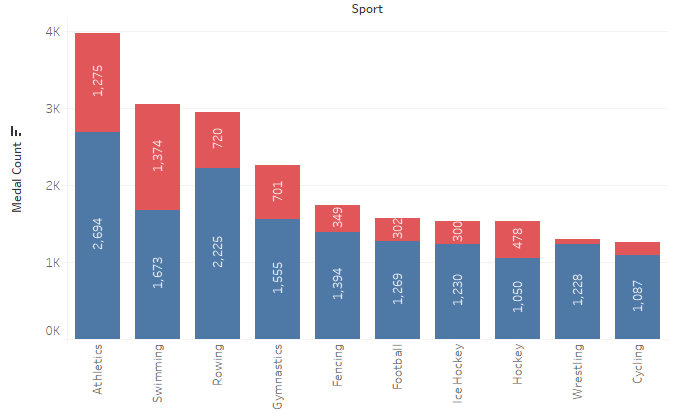 Sport
Medal Count
4K
3K
2K
1K
0K
1,275
2,694
1,374
1,673
720
2,225
701
1,555
349
1,394
302
1,269
300
1,230
478
1,050
1,228
1,087
Athletics
Swimming
Rowing
Gymnastics
Fencing
Football
Ice Hockey
Hockey
Wrestling
Cycling